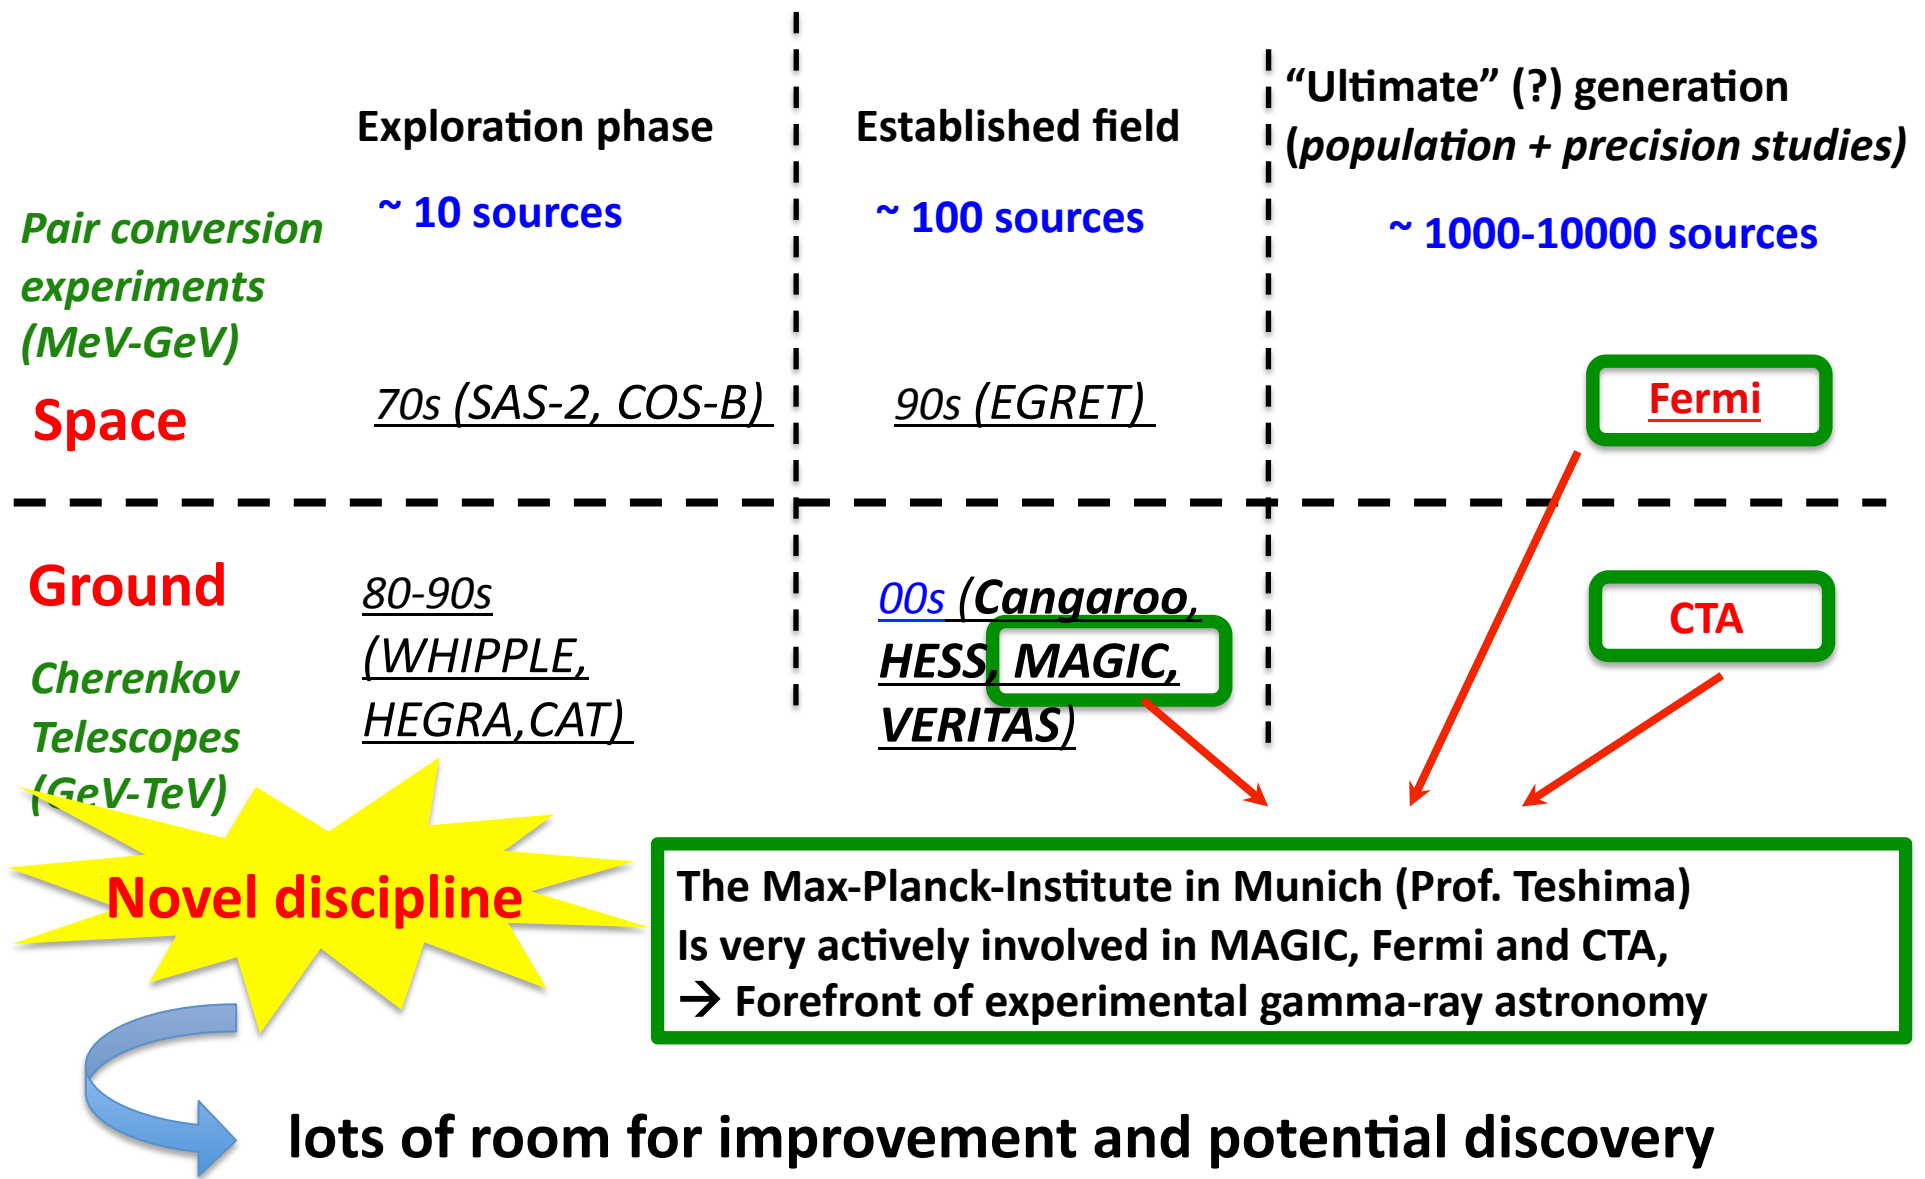 Exploration phase
Established field
“Ultimate” (?) generation
(population + precision studies)
~ 10 sources
~ 100 sources
~ 1000-10000 sources
Pair conversion
experiments
(MeV-GeV)
Space
70s (SAS-2, COS-B)
90s (EGRET)
Fermi
Ground
80-90s
(WHIPPLE,
HEGRA,CAT)
00s (Cangaroo,
HESS, MAGIC,
VERITAS)
CTA
Cherenkov
Telescopes
(GeV-TeV)
Novel discipline
The Max-Planck-Institute in Munich (Prof. Teshima)
Is very actively involved in MAGIC, Fermi and CTA,
→ Forefront of experimental gamma-ray astronomy
lots of room for improvement and potential discovery